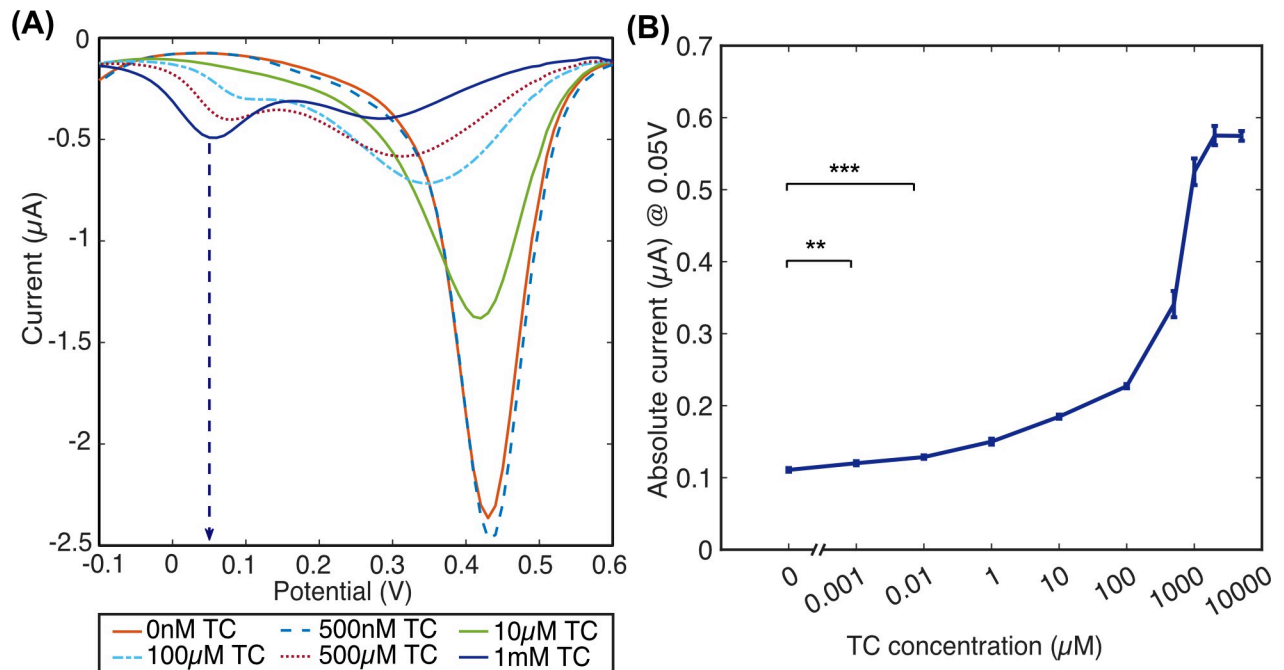 (A)
0
-0.5
-1
-1.5
-2
-2.5
Current (µA)
-0.1 0 0.1 0.2 0.3 0.4 0.5 0.6
Potential (V)
0nM TC 500nM TC 10µM TC
100µM TC 500µM TC 1mM TC
(B)
0.7
0.6
0.5
0.4
0.3
0.2
0.1
0
Absolute current (µA) @ 0.05V
***
**
0 0.001 0.01 1 10 100 1000 10000
TC concentration (µM)